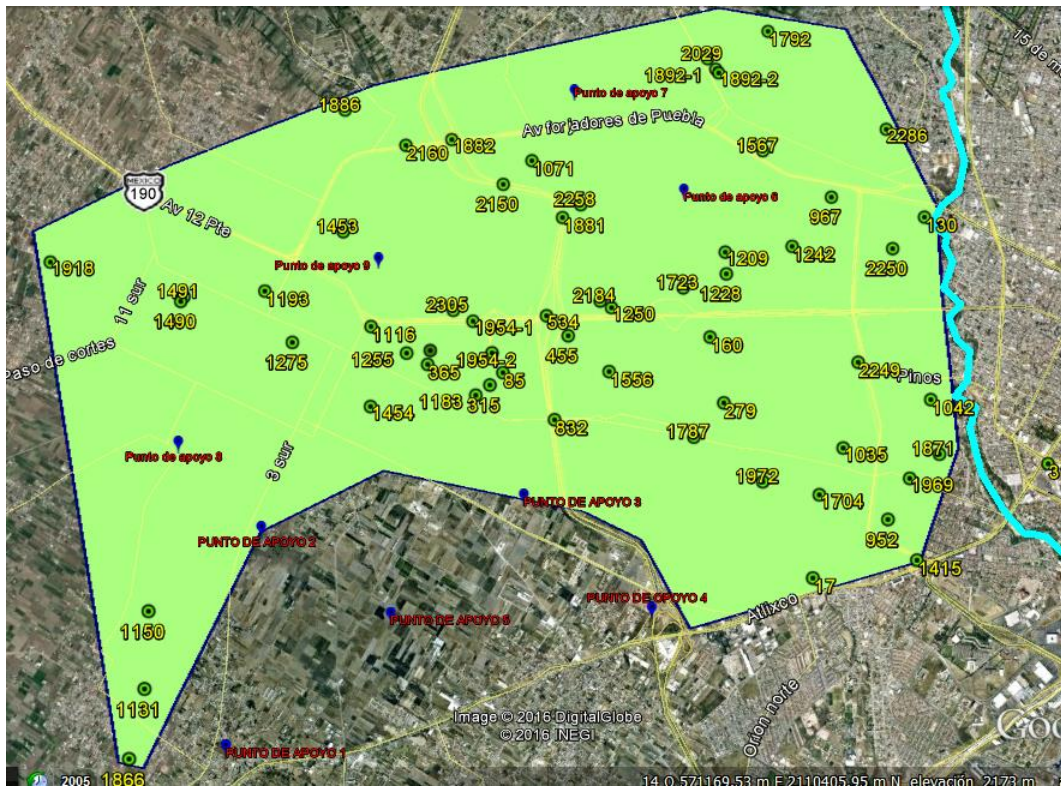 1792
15 de m
2029
1892-1
1892-2
Punto de apoyo 7
1886
Av forjadores de Puebla
2286
2160
1882
1567
1071
MEXICO
190
2150
Punto de apoyo 6
2258
967
Av 12 Pte
1881
130
1453
1209
1242
2250
1918
Punto de apoyo 9
1491
1490
11 sur
1193
1723
1228
2305
2184
1250
1954-1
534
1116
Paso de cortes
1275
1255
1954-2
455
160
365
85
1556
2249
Pinos
1183
315
1454
279
1042
832
1787
Punto de apoyo 8
3 sur
1035
1871
1972
1969
1704
PUNTO DE APOYO 3
952
PUNTO DE APOYO 2
1415
17
PUNTO DE OPOYO 4
Atlixco
1150
PUNTO DE APOYO 5
1131
Image © 2016 DigitalGlobe
© 2016 INEGI
Orion norte
Goo
PUNTO DE APOYO 1
1866
2005
14 Q 571169.53 m E 2110405.95 m N elevación 2173 m